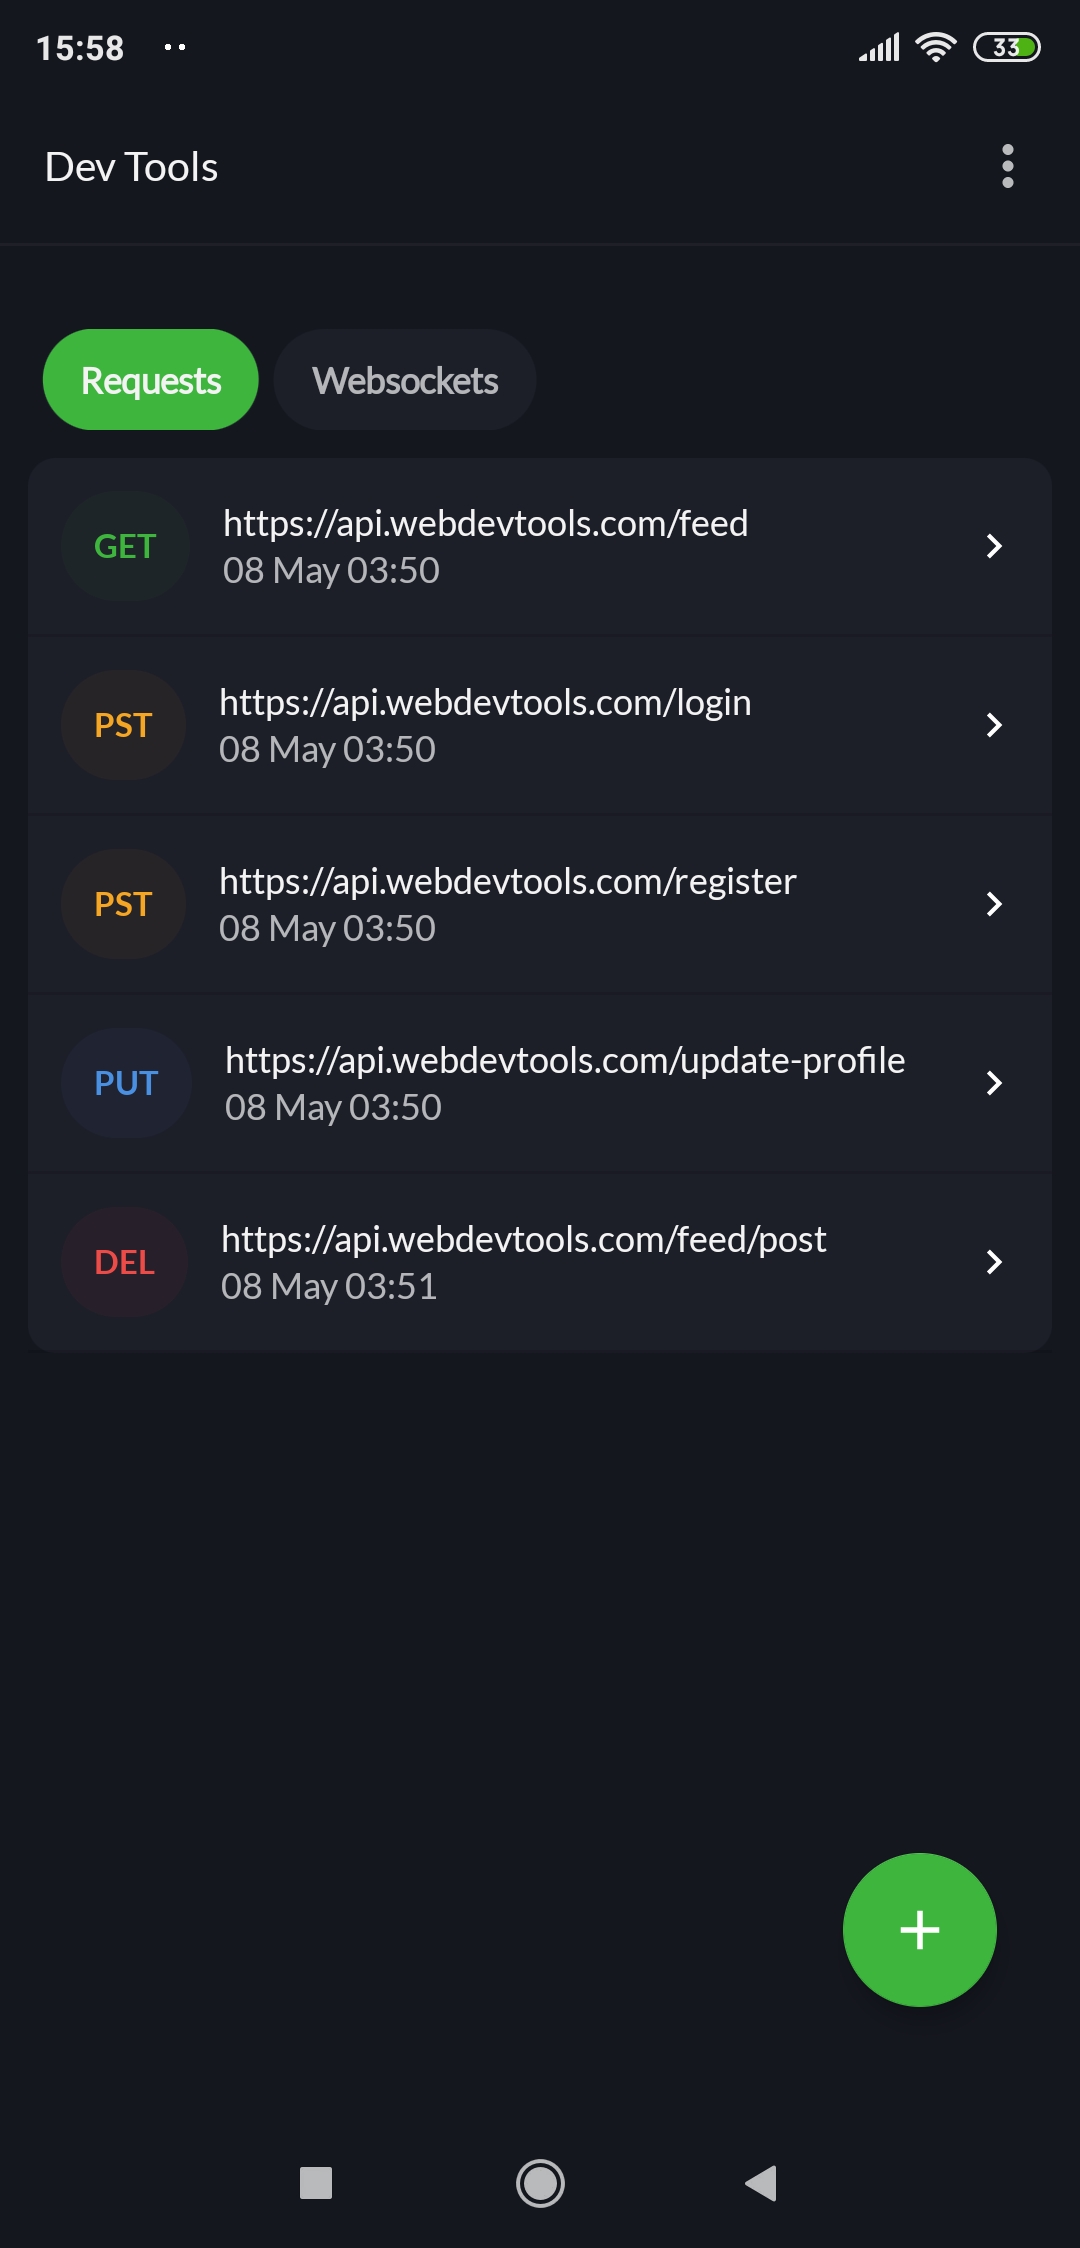 15:58
33
Dev Tools
Requests Websockets
GET
https://api.webdevtools.com/feed
08 May 03:50
PST
https://api.webdevtools.com/login
08 May 03:50
PST
https://api.webdevtools.com/register
08 May 03:50
PUT
https://api.webdevtools.com/update-profile
08 May 03:50
DEL
https://api.webdevtools.com/feed/post
08 May 03:51